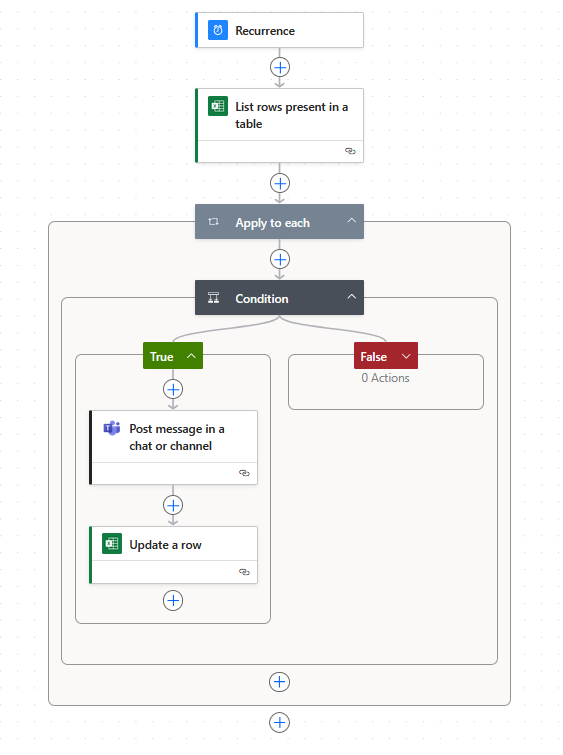 Recurrence
List rows present in a
table
Apply to each
Condition
True
False
0 Actions
Post message in a
chat or channel
Update a row